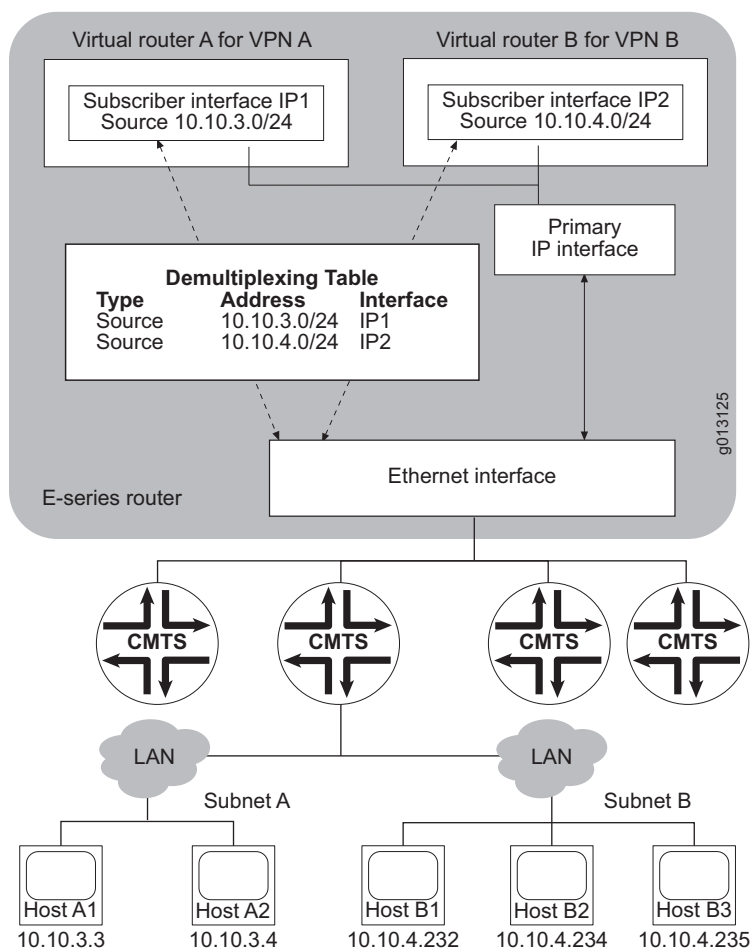 Virtual router A for VPN A
Virtual router B for VPN B
Subscriber interface IP1
Source 10.10.3.0/24
Subscriber interface IP2
Source 10.10.4.0/24
Primary
IP interface
Demultiplexing Table
Type Address Interface
Source 10.10.3.0/24 IP1
Source 10.10.4.0/24 IP2
g013125
Ethernet interface
E-series router
CMTS
CMTS
CMTS
CMTS
LAN
LAN
Subnet A
Subnet B
Host A1
Host A2
Host B1
Host B2
Host B3
10.10.3.3
10.10.3.4
10.10.4.232
10.10.4.234
10.10.4.235